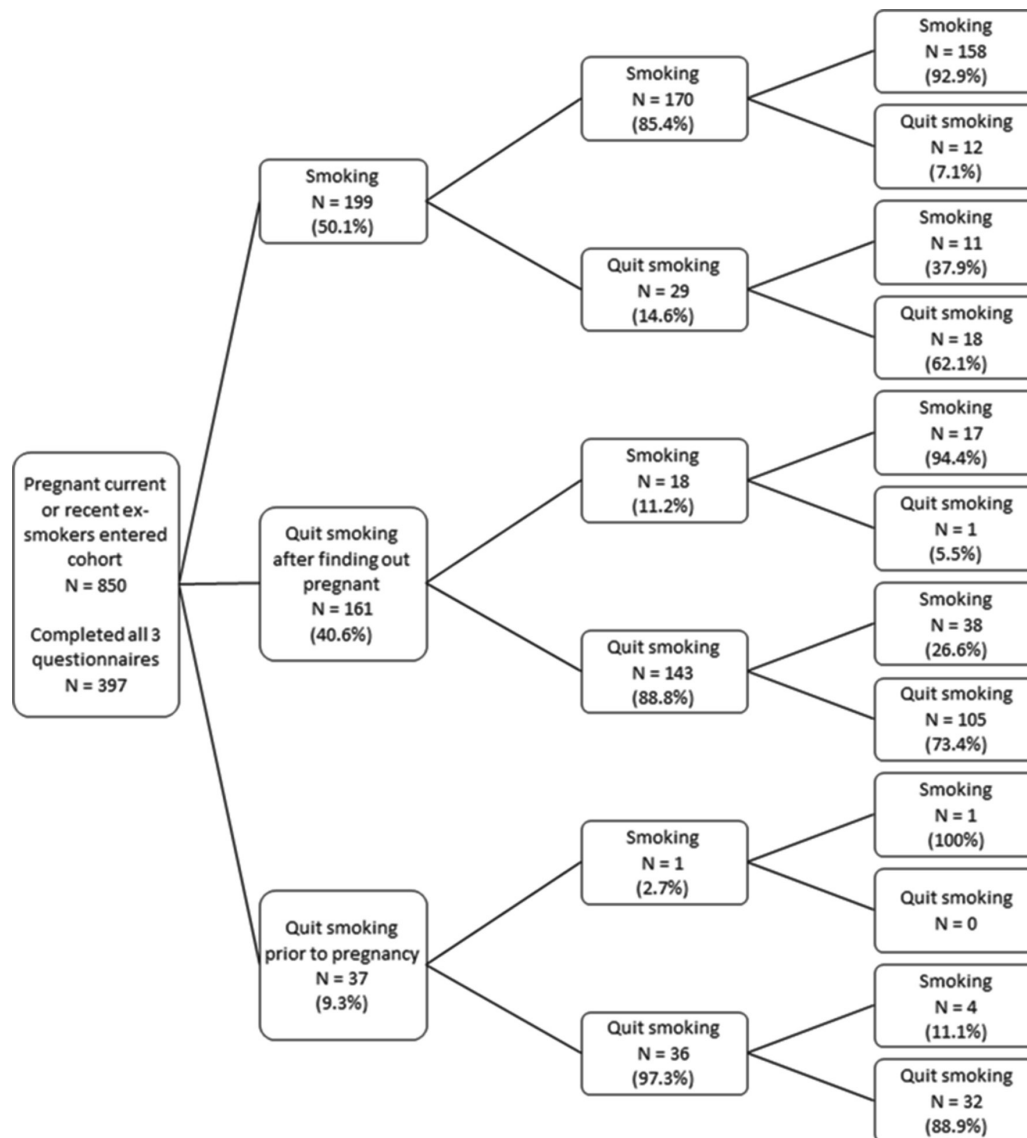 Pregnant current
or recent ex-
smokers entered
cohort
N = 850
Completed all 3
questionnaires
N = 397
Smoking
N = 199
(50.1%)
Quit smoking
after finding out
pregnant
N = 161
(40.6%)
Quit smoking
prior to pregnancy
N = 37
(9.3%)
Smoking
N = 170
(85.4%)
Quit smoking
N = 29
(14.6%)
Smoking
N = 18
(11.2%)
Quit smoking
N = 143
(88.8%)
Smoking
N = 1
(2.7%)
Quit smoking
N = 36
(97.3%)
Smoking
N = 158
(92.9%)
Quit smoking
N = 12
(7.1%)
Smoking
N = 11
(37.9%)
Quit smoking
N = 18
(62.1%)
Smoking
N = 17
(94.4%)
Quit smoking
N = 1
(5.5%)
Smoking
N = 38
(26.6%)
Quit smoking
N = 105
(73.4%)
Smoking
N = 1
(100%)
Quit smoking
N = 0
Smoking
N = 4
(11.1%)
Quit smoking
N = 32
(88.9%)